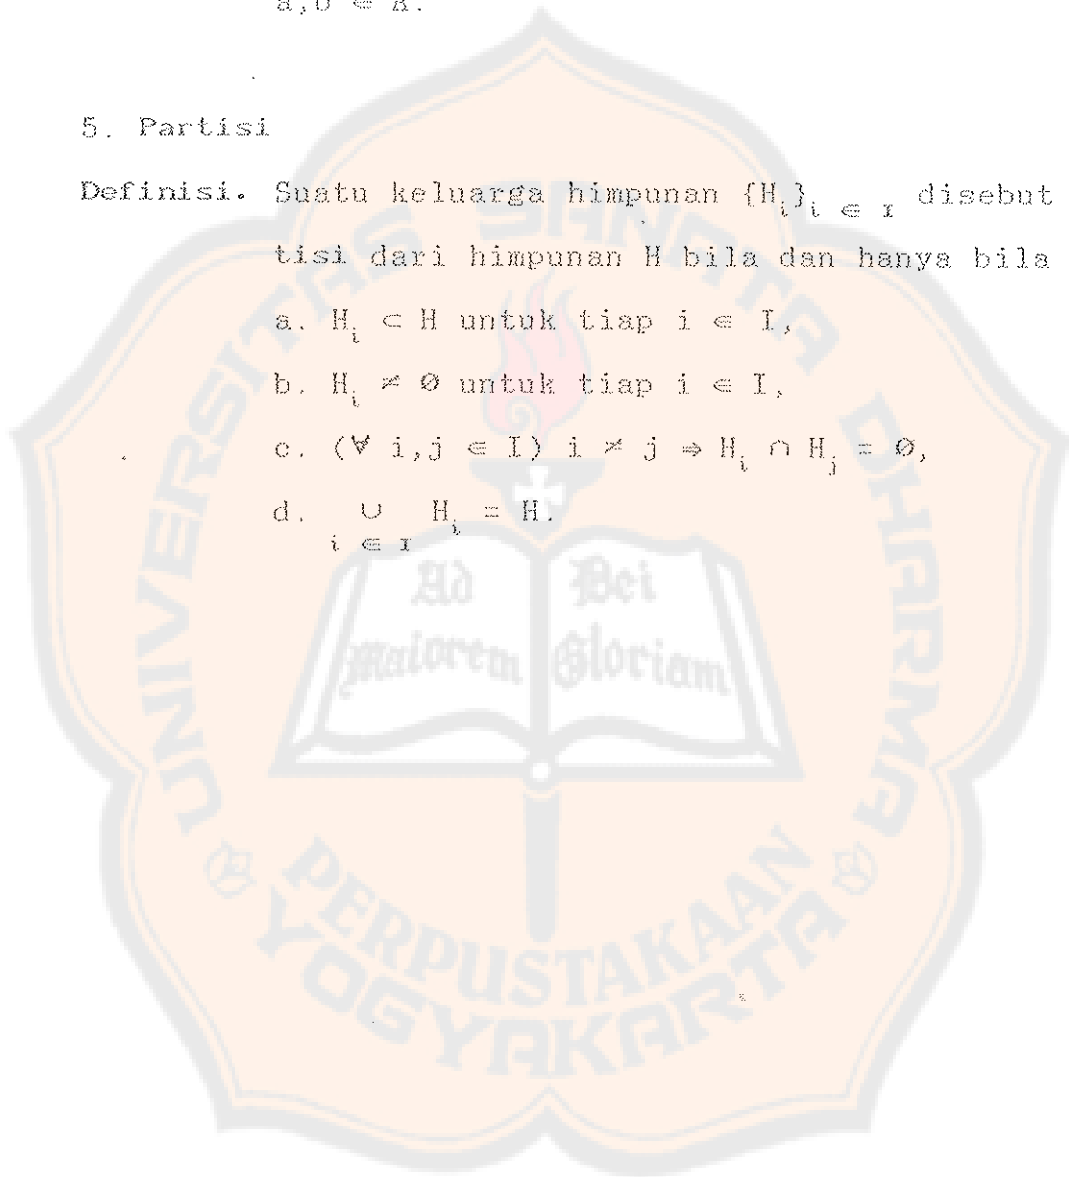 a,b ∈ R.
5. Partisi
Definisi. Suatu keluarga himpunan {H_i}_{i ∈ I} disebut
tisi dari himpunan H bila dan hanya bila
a. H_i ⊂ H untuk tiap i ∈ I,
b. H_i ≠ ∅ untuk tiap i ∈ I,
c. (∀ i,j ∈ I) i ≠ j ⇒ H_i ∩ H_j = ∅,
d. ∪ H_i = H.
i ∈ I
UNIVERSITAS SANATA DHARMA
Ad Dei
Maiorem Gloriam
PERPUSTAKAAN
YOGYAKARTA